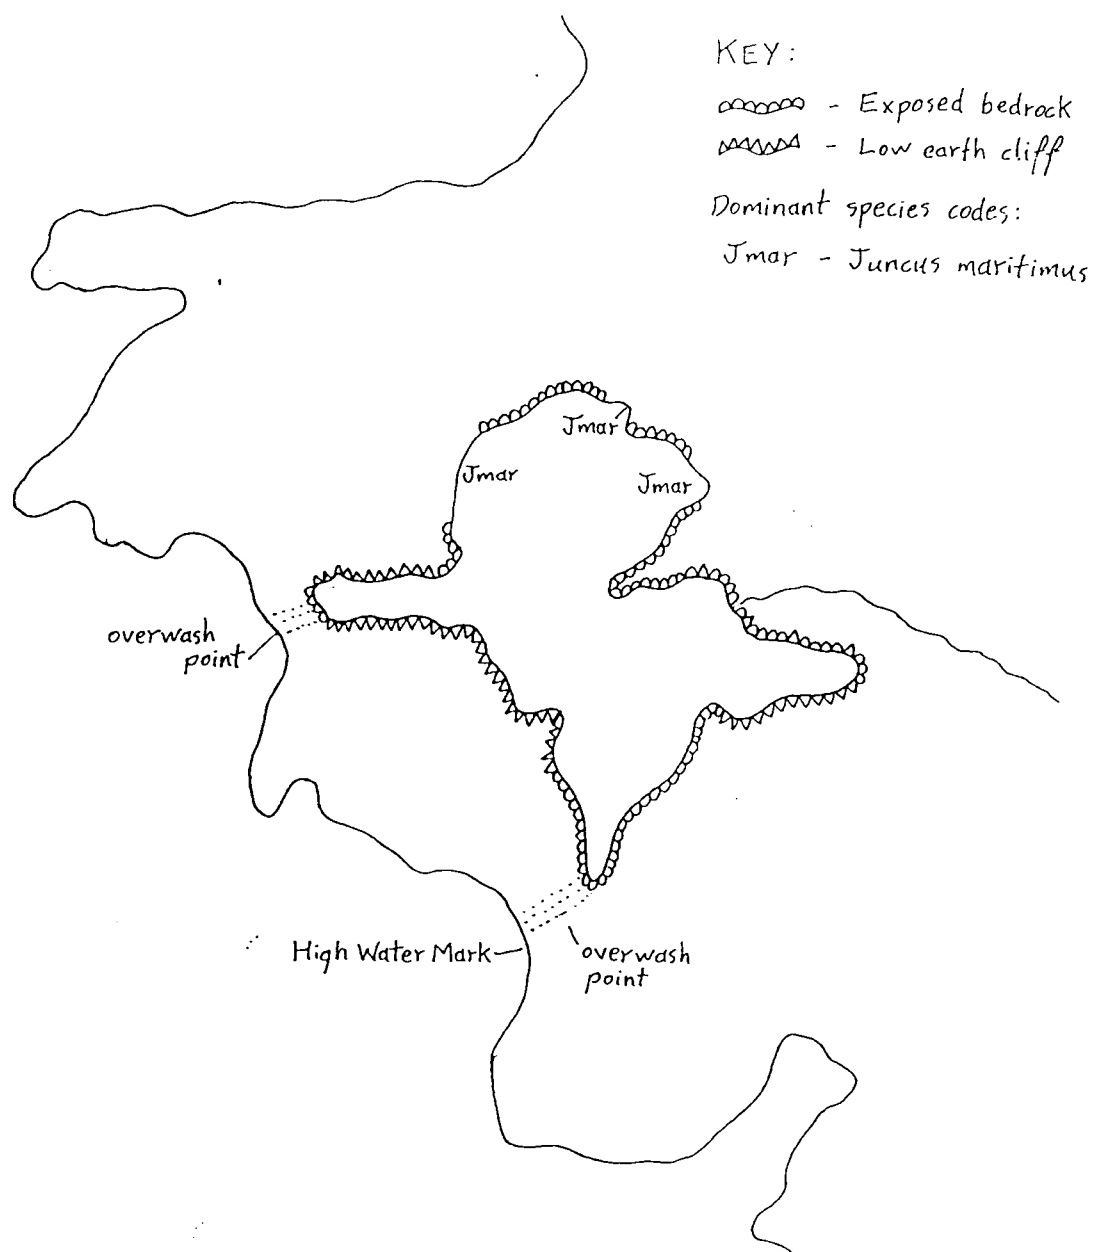 KEY:
- Exposed bedrock
- Low earth cliff
Dominant species codes:
Jmar - Juncus maritimus
Jmar
Jmar
Jmar
overwash
point
High Water Mark
overwash
point